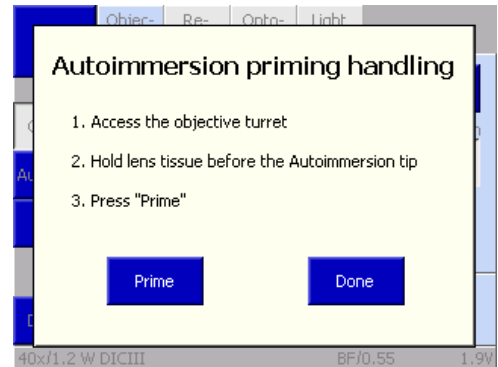 Objec- Re- Opto- Light
Autoimmersion priming handling
1. Access the objective turret
2. Hold lens tissue before the Autoimmersion tip
3. Press "Prime"
Prime Done
40x/1.2 W DICIII BF/0.55 1.9V